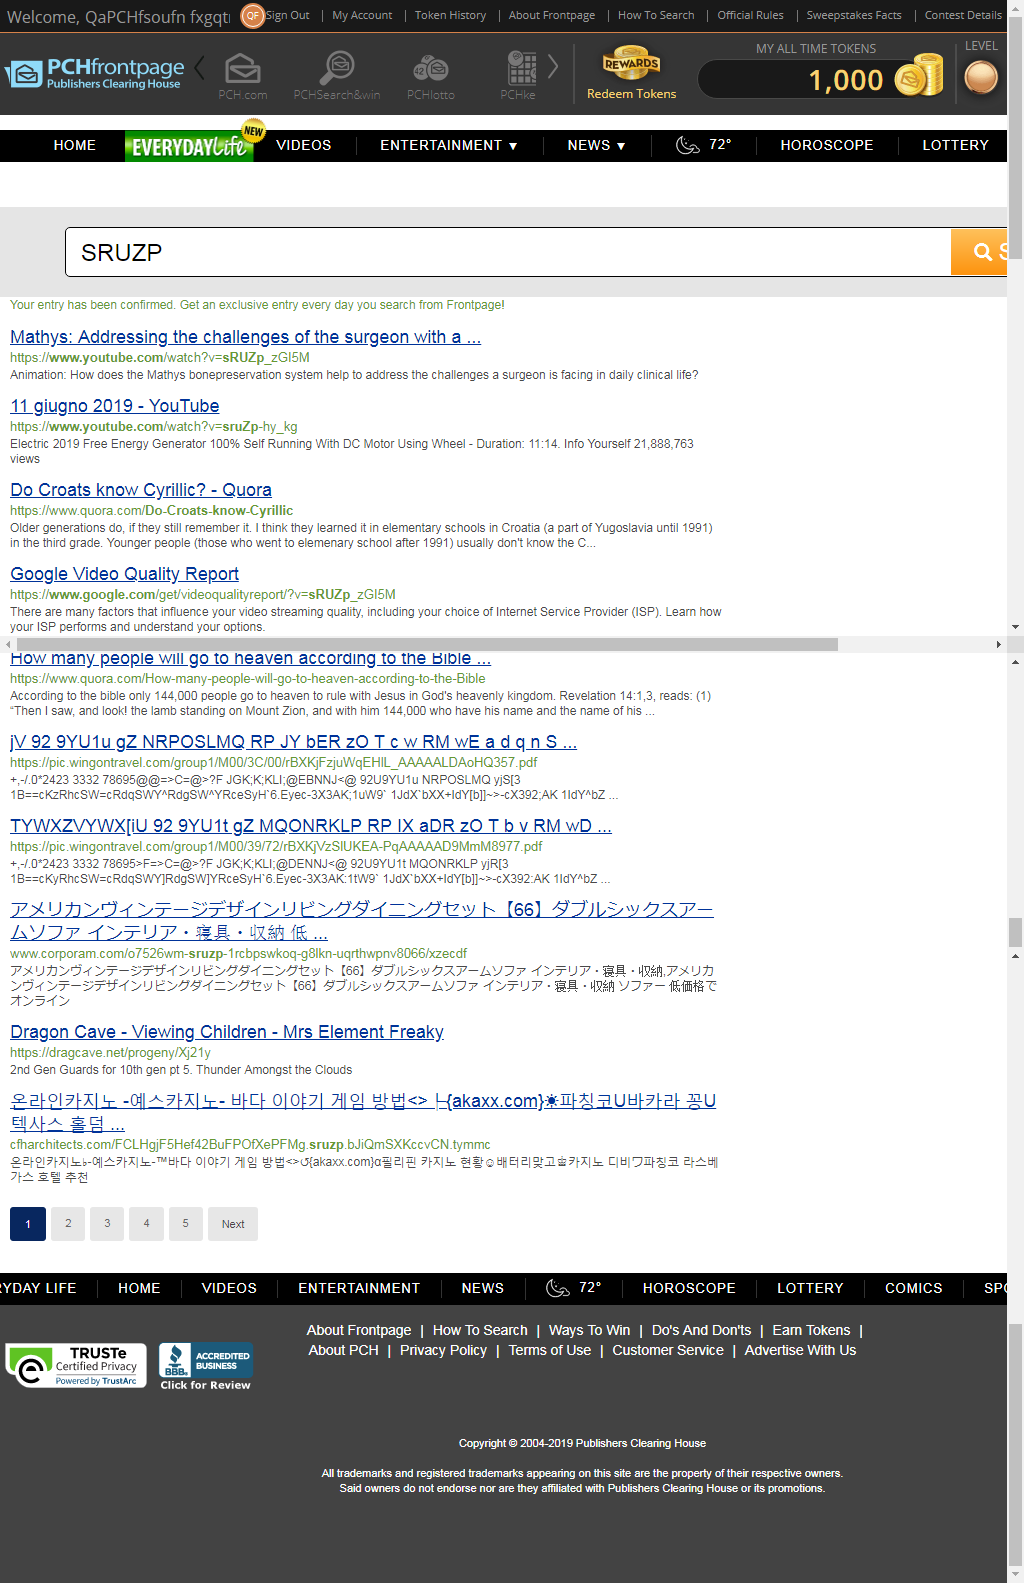 Welcome, QaPCHfsoufn fxgqt
QF
Sign Out | My Account | Token History | About Frontpage | How To Search | Official Rules | Sweepstakes Facts | Contest Details
PCHfrontpage
Publishers Clearing House
PCH.com
PCHSearch&win
42
PCHlotto
PCHke
REWARDS
Redeem Tokens
MY ALL TIME TOKENS
1,000
LEVEL
HOME
EVERYDAY Life
NEW
VIDEOS
ENTERTAINMENT ▼
NEWS ▼
72°
HOROSCOPE
LOTTERY
SRUZP
S
Your entry has been confirmed. Get an exclusive entry every day you search from Frontpage!
Mathys: Addressing the challenges of the surgeon with a ...
https://www.youtube.com/watch?v=sRUZp_zGI5M
Animation: How does the Mathys bonepreservation system help to address the challenges a surgeon is facing in daily clinical life?
11 giugno 2019 - YouTube
https://www.youtube.com/watch?v=sruZp-hy_kg
Electric 2019 Free Energy Generator 100% Self Running With DC Motor Using Wheel - Duration: 11:14. Info Yourself 21,888,763
views
Do Croats know Cyrillic? - Quora
https://www.quora.com/Do-Croats-know-Cyrillic
Older generations do, if they still remember it. I think they learned it in elementary schools in Croatia (a part of Yugoslavia until 1991)
in the third grade. Younger people (those who went to elemenary school after 1991) usually don't know the C...
Google Video Quality Report
https://www.google.com/get/videoqualityreport/?v=sRUZp_zGI5M
There are many factors that influence your video streaming quality, including your choice of Internet Service Provider (ISP). Learn how
your ISP performs and understand your options.
How many people will go to heaven according to the Bible ...
https://www.quora.com/How-many-people-will-go-to-heaven-according-to-the-Bible
According to the bible only 144,000 people go to heaven to rule with Jesus in God's heavenly kingdom. Revelation 14:1,3, reads: (1)
“Then I saw, and look! the lamb standing on Mount Zion, and with him 144,000 who have his name and the name of his ...
jV 92 9YU1u gZ NRPOSLMQ RP JY bER zO T c w RM wE a d q n S ...
https://pic.wingontravel.com/group1/M00/3C/00/rBXKjFzjuWqEHlL_AAAAALDAoHQ357.pdf
+,-/.0*2423 3332 78695@@=>C=@>?F JGK;K;KLI;@EBNNJ<@ 92U9YU1u NRPOSLMQ yjS[3
1B==cKzRhcSW=cRdqSWY^RdgSW^YRceSyH`6.Eyec-3X3AK;1uW9` 1JdX`bXX+IdY[b]]~>-cX392;AK 1IdY^bZ ...
TYWXZVYWX[iU 92 9YU1t gZ MQONRKLP RP IX aDR zO T b v RM wD ...
https://pic.wingontravel.com/group1/M00/39/72/rBXKjVzSlUKEA-PqAAAAAD9MmM8977.pdf
+,-/.0*2423 3332 78695>F=>C=@>?F JGK;K;KLI;@DENNJ<@ 92U9YU1t MQONRKLP yjR[3
1B==cKyRhcSW=cRdqSWY]RdgSW]YRceSyH`6.Eyec-3X3AK:1tW9` 1JdX`bXX+IdY[b]]~>-cX392:AK 1IdY^bZ ...
アメリカンヴィンテージデザインリビングダイニングセット【66】ダブルシックスアー
ムソファ インテリア・寝具・収納 低 ...
www.corporam.com/o7526wm-sruzp-1rcbpswkoq-g8lkn-uqrthwpnv8066/xzecdf
アメリカンヴィンテージデザインリビングダイニングセット【66】ダブルシックスアームソファ インテリア・寝具・収納,アメリカ
ンヴィンテージデザインリビングダイニングセット【66】ダブルシックスアームソファ インテリア・寝具・収納 ソファー 低価格で
オンライン
Dragon Cave - Viewing Children - Mrs Element Freaky
https://dragcave.net/progeny/Xj21y
2nd Gen Guards for 10th gen pt 5. Thunder Amongst the Clouds
온라인카지노 -예스카지노- 바다 이야기 게임 방법<>┝{akaxx.com}☀파칭코U바카라 꽁U
텍사스 홀덤 ...
cfharchitects.com/FCLHgjF5Hef42BuFPOfXePFMg.sruzp.bJiQmSXKccvCN.tymmc
온라인카지노♭-예스카지노-™바다 이야기 게임 방법<>↺{akaxx.com}α필리핀 카지노 현황☺배터리맞고♕카지노 디비ワ파칭코 라스베
가스 호텔 추천
1 2 3 4 5 Next
RYDAY LIFE | HOME | VIDEOS | ENTERTAINMENT | NEWS | 72° | HOROSCOPE | LOTTERY | COMICS | SPO
About Frontpage | How To Search | Ways To Win | Do's And Don'ts | Earn Tokens |
About PCH | Privacy Policy | Terms of Use | Customer Service | Advertise With Us
TRUSTe
Certified Privacy
Powered by TrustArc
BBB.
ACCREDITED
BUSINESS
Click for Review
Copyright © 2004-2019 Publishers Clearing House
All trademarks and registered trademarks appearing on this site are the property of their respective owners.
Said owners do not endorse nor are they affiliated with Publishers Clearing House or its promotions.